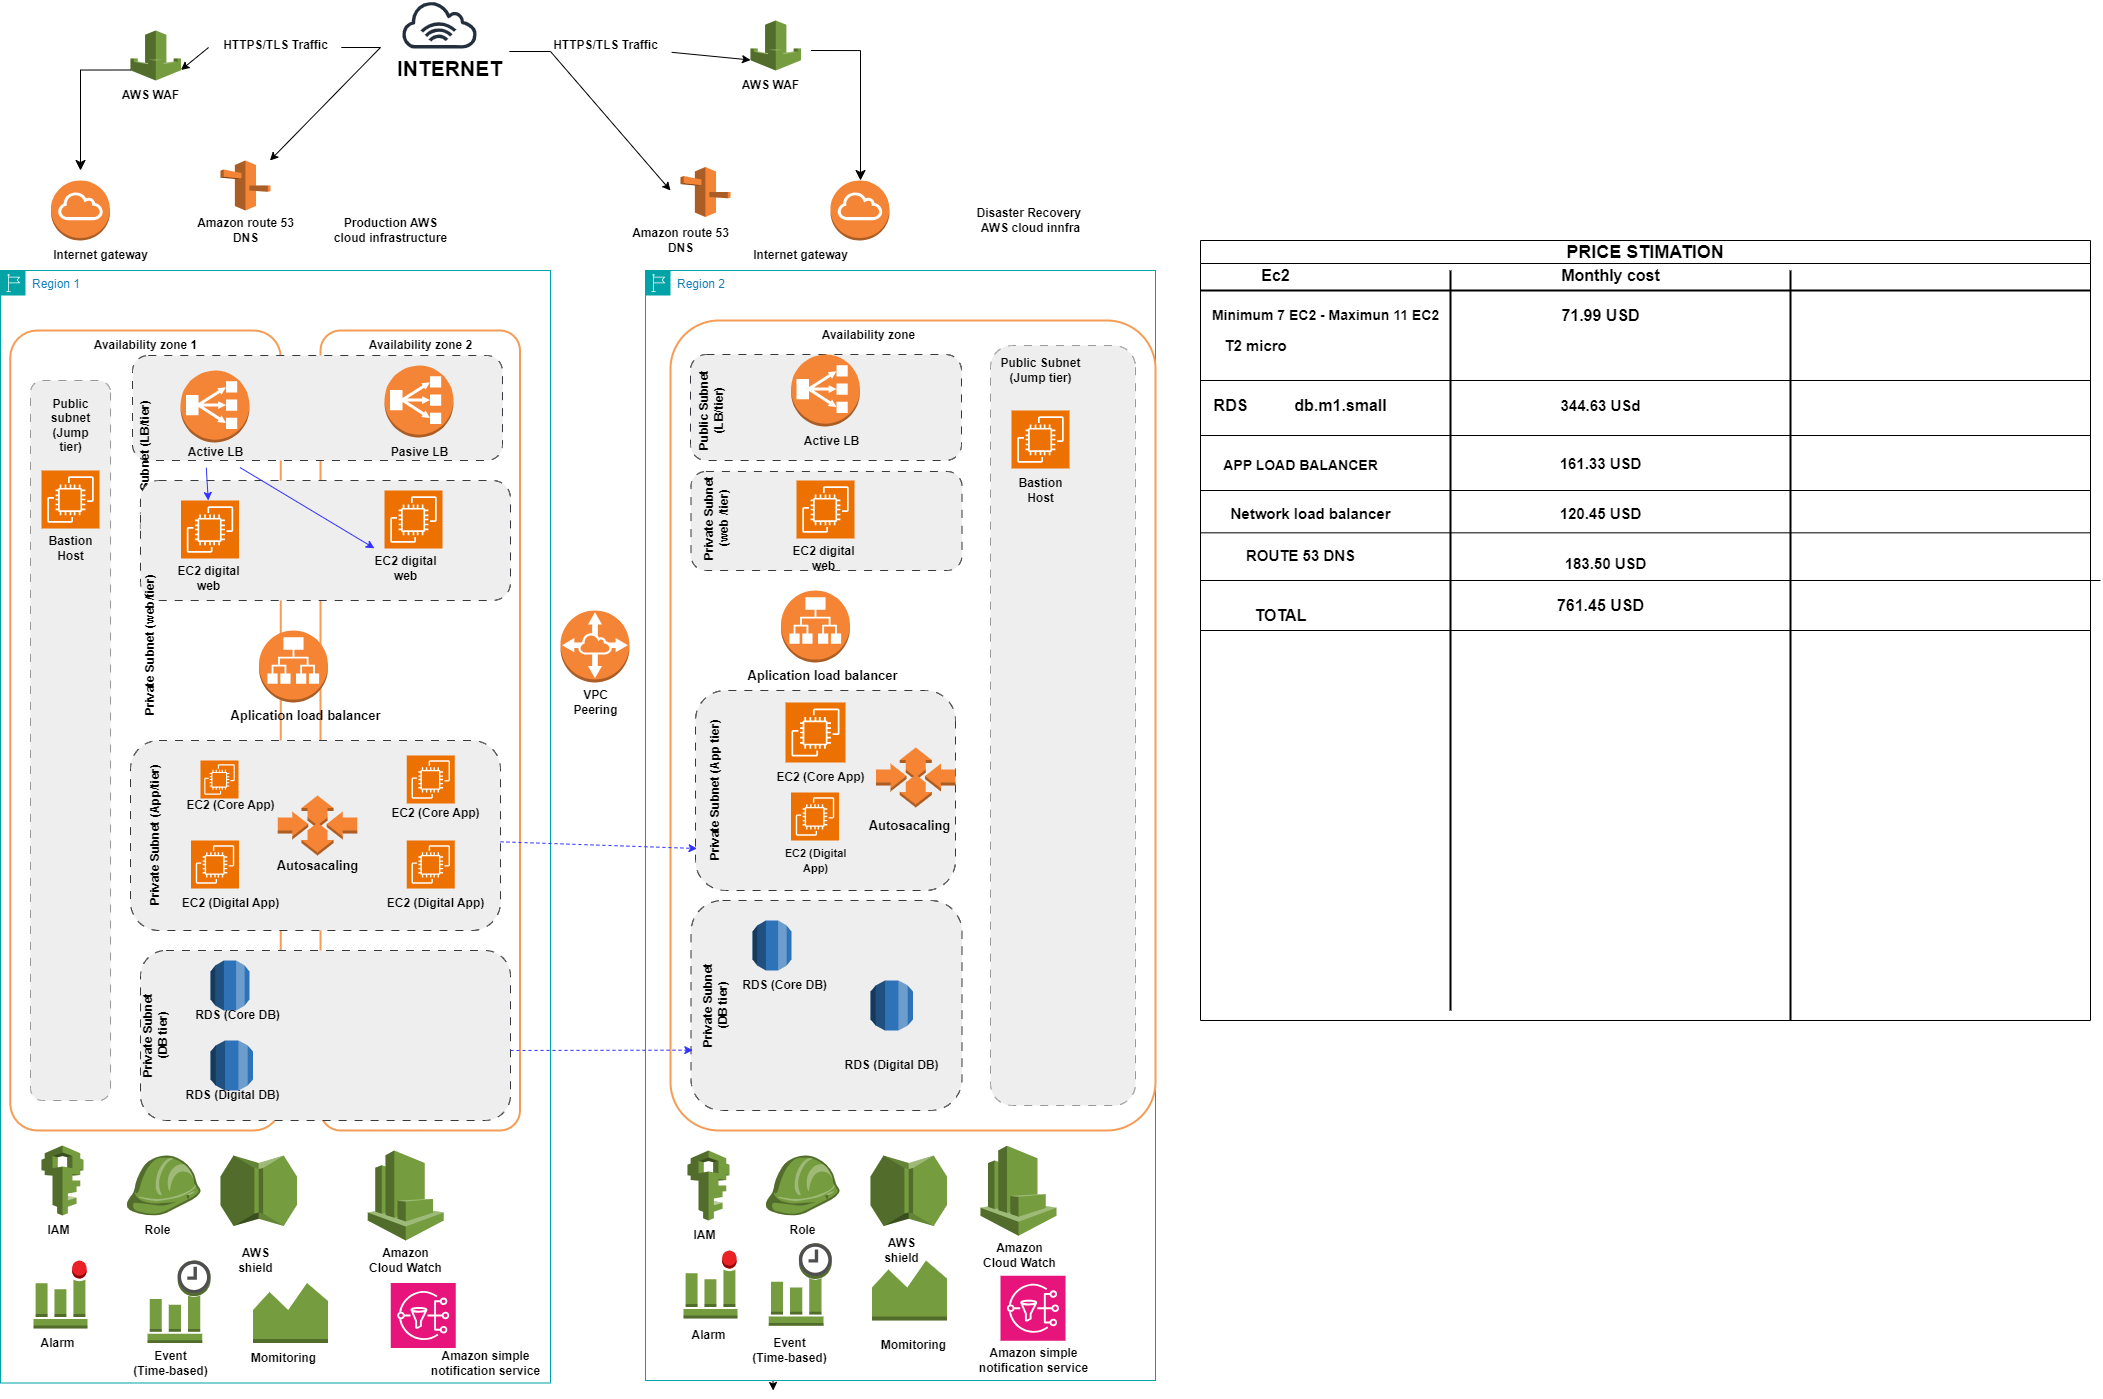 INTERNET
HTTPS/TLS Traffic
HTTPS/TLS Traffic
AWS WAF
AWS WAF
Amazon route 53
DNS
Production AWS
cloud infrastructure
Internet gateway
Amazon route 53
DNS
Internet gateway
Disaster Recovery
AWS cloud innfra
Region 1
Availability zone 1
Availability zone 2
Public
subnet
(Jump
tier)
Bastion
Host
Subnet (LB/tier)
Active LB
Pasive LB
Private Subnet (web/tier)
EC2 digital
web
EC2 digital
web
Aplication load balancer
Private Subnet (App/tier)
EC2 (Core App)
EC2 (Core App)
Autosacaling
EC2 (Digital App)
EC2 (Digital App)
Private Subnet
(DB tier)
RDS (Core DB)
RDS (Digital DB)
IAM
Role
AWS
shield
Amazon
Cloud Watch
Alarm
Event
(Time-based)
Momitoring
Amazon simple
notification service
VPC
Peering
Region 2
Availability zone
Public Subnet
(LB/tier)
Active LB
Public Subnet
(Jump tier)
Bastion
Host
Private Subnet
(web /tier)
EC2 digital
web
Aplication load balancer
Private Subnet (App tier)
EC2 (Core App)
Autosacaling
EC2 (Digital
App)
Private Subnet
(DB tier)
RDS (Core DB)
RDS (Digital DB)
IAM
Role
AWS
shield
Amazon
Cloud Watch
Alarm
Event
(Time-based)
Momitoring
Amazon simple
notification service
PRICE STIMATION
Ec2 Monthly cost
Minimum 7 EC2 - Maximun 11 EC2 71.99 USD
T2 micro
RDS db.m1.small 344.63 USd
APP LOAD BALANCER 161.33 USD
Network load balancer 120.45 USD
ROUTE 53 DNS 183.50 USD
TOTAL 761.45 USD